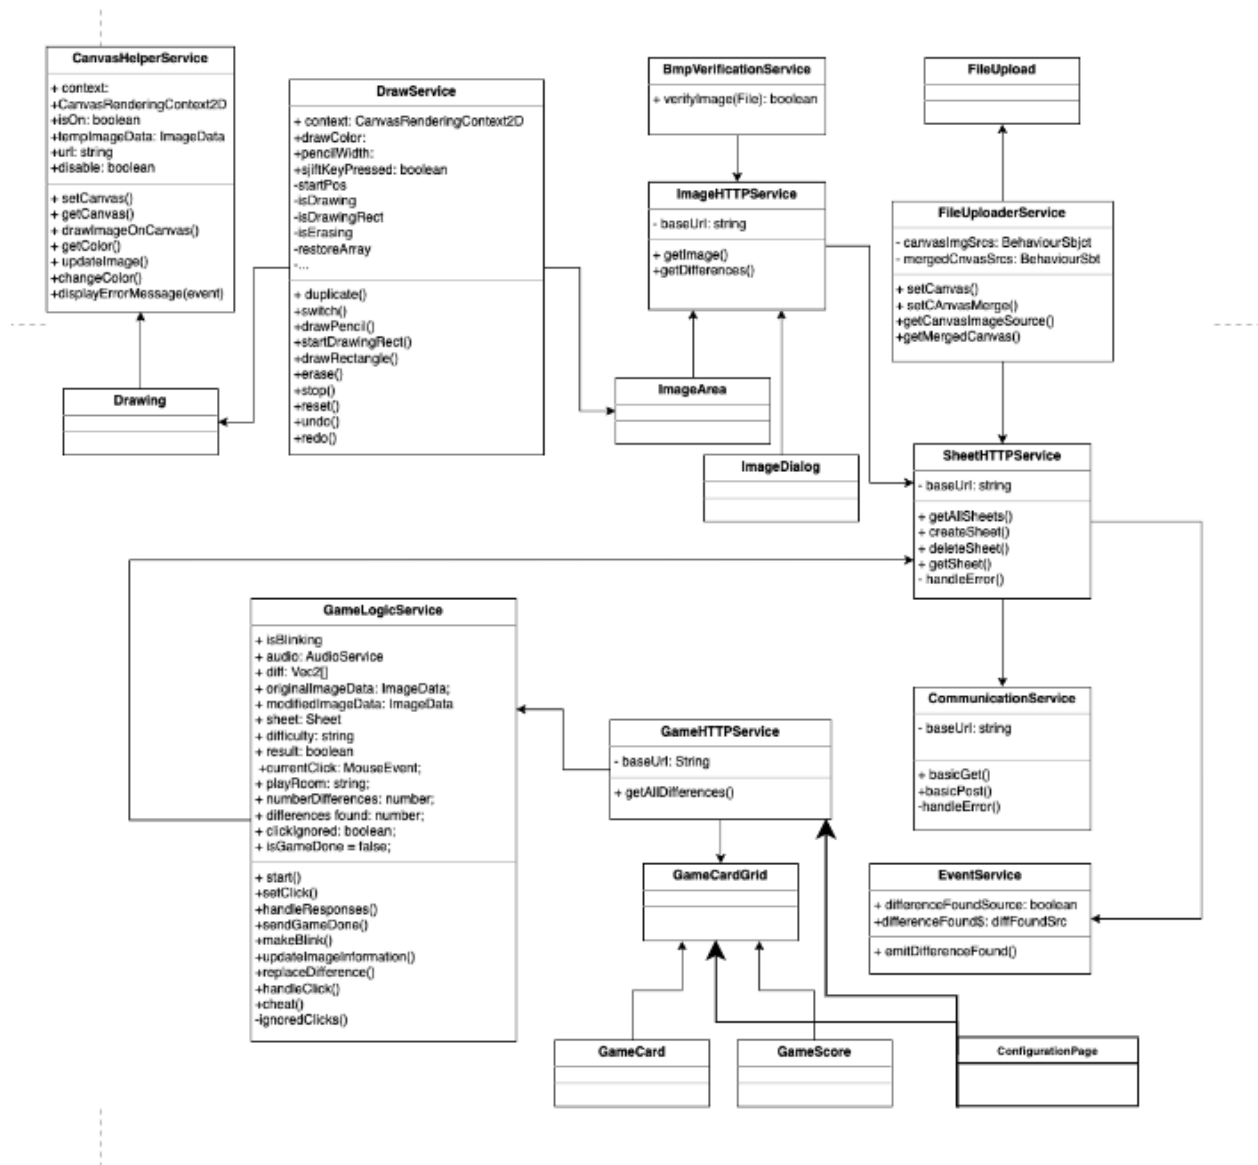 CanvasHelperService
+ context:
+CanvasRenderingContext2D
+isOn: boolean
+tempImageData: ImageData
+url: string
+disable: boolean
+ setCanvas()
+ getCanvas()
+ drawImageOnCanvas()
+ getColor()
+ updateImage()
+changeColor()
+displayErrorMessage(event)
DrawService
+ context: CanvasRenderingContext2D
+drawColor:
+pencilWidth:
+sjiftKeyPressed: boolean
-startPos
-isDrawing
-isDrawingRect
-isErasing
-restoreArray
-...
+ duplicate()
+switch()
+drawPencil()
+startDrawingRect()
+drawRectangle()
+erase()
+stop()
+reset()
+undo()
+redo()
BmpVerificationService
+ verifyImage(File): boolean
FileUpload
ImageHTTPService
- baseUrl: string
+ getImage()
+getDifferences()
FileUploaderService
- canvasImgSrcs: BehaviourSbjct
- mergedCnvasSrcs: BehaviourSbt
+ setCanvas()
+ setCAnvasMerge()
+getCanvasImageSource()
+getMergedCanvas()
Drawing
ImageArea
ImageDialog
SheetHTTPService
- baseUrl: string
+ getAllSheets()
+ createSheet()
+ deleteSheet()
+ getSheet()
- handleError()
GameLogicService
+ isBlinking
+ audio: AudioService
+ diff: Vec2[]
+ originalImageData: ImageData;
+ modifiedImageData: ImageData
+ sheet: Sheet
+ difficulty: string
+ result: boolean
+currentClick: MouseEvent;
+ playRoom: string;
+ numberDifferences: number;
+ differences found: number;
+ clickIgnored: boolean;
+ isGameDone = false;
+ start()
+setClick()
+handleResponses()
+sendGameDone()
+makeBlink()
+updateImageInformation()
+replaceDifference()
+handleClick()
+cheat()
-ignoredClicks()
GameHTTPService
- baseUrl: String
+ getAllDifferences()
CommunicationService
- baseUrl: string
+ basicGet()
+basicPost()
-handleError()
GameCardGrid
EventService
+ differenceFoundSource: boolean
+differenceFound$: diffFoundSrc
+ emitDifferenceFound()
GameCard
GameScore
ConfigurationPage